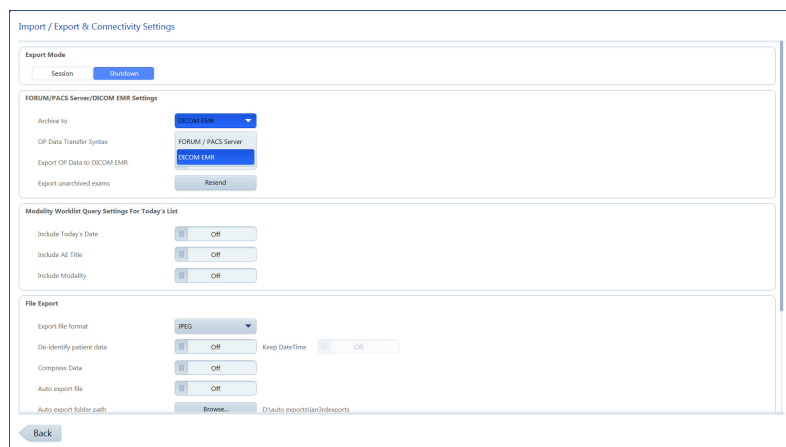 Import / Export & Connectivity Settings
Export Mode
Session Shutdown
FORUM/PACS Server/DICOM EMR Settings
Archive to DICOM EMR
OP Data Transfer Syntax FORUM / PACS Server
DICOM EMR
Export OP Data to DICOM EMR
Export unarchived exams Resend
Modality Worklist Query Settings For Today's List
Include Today's Date Off
Include AE Title Off
Include Modality Off
File Export
Export file format JPEG
De-identify patient data Off Keep DateTime Off
Compress Data Off
Auto export file Off
Auto export folder path Browse... D:\auto exports\jan3rdexports
Back